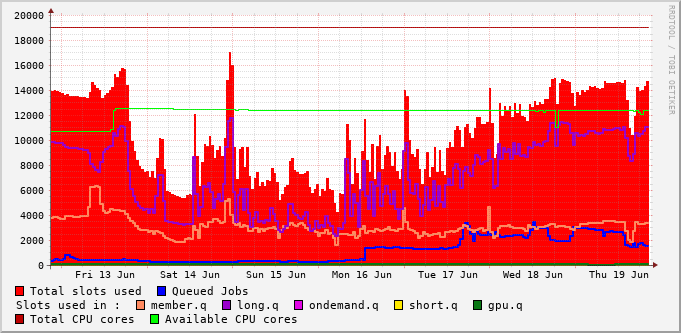 20000
18000
16000
14000
12000
10000
8000
6000
4000
2000
0
Fri 13 Jun Sat 14 Jun Sun 15 Jun Mon 16 Jun Tue 17 Jun Wed 18 Jun Thu 19 Jun
RRDTOOL / TOBI OETIKER
Total slots used Queued Jobs
Slots used in : member.q long.q ondemand.q short.q gpu.q
Total CPU cores Available CPU cores